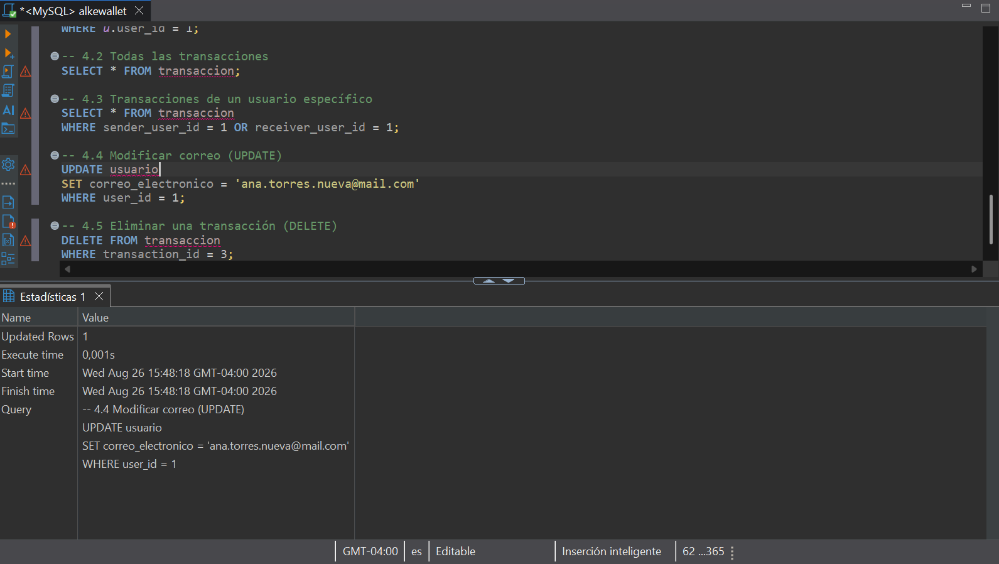 *<MySQL> alkewallet
WHERE u.user_id = 1;
-- 4.2 Todas las transacciones
SELECT * FROM transaccion;
-- 4.3 Transacciones de un usuario específico
SELECT * FROM transaccion
WHERE sender_user_id = 1 OR receiver_user_id = 1;
-- 4.4 Modificar correo (UPDATE)
UPDATE usuario
SET correo_electronico = 'ana.torres.nueva@mail.com'
WHERE user_id = 1;
-- 4.5 Eliminar una transacción (DELETE)
DELETE FROM transaccion
WHERE transaction_id = 3;
AI
Estadísticas 1
Name Value
Updated Rows 1
Execute time 0,001s
Start time Wed Aug 26 15:48:18 GMT-04:00 2026
Finish time Wed Aug 26 15:48:18 GMT-04:00 2026
Query -- 4.4 Modificar correo (UPDATE)
UPDATE usuario
SET correo_electronico = 'ana.torres.nueva@mail.com'
WHERE user_id = 1
GMT-04:00 es Editable Inserción inteligente 62 ...365